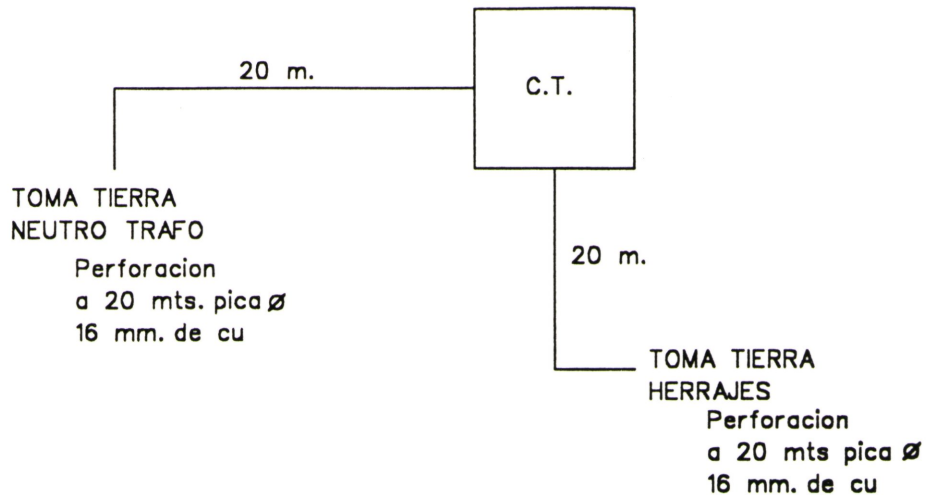 20 m.
C.T.
TOMA TIERRA
NEUTRO TRAFO
Perforacion
a 20 mts. pica Ø
16 mm. de cu
20 m.
TOMA TIERRA
HERRAJES
Perforacion
a 20 mts pica Ø
16 mm. de cu